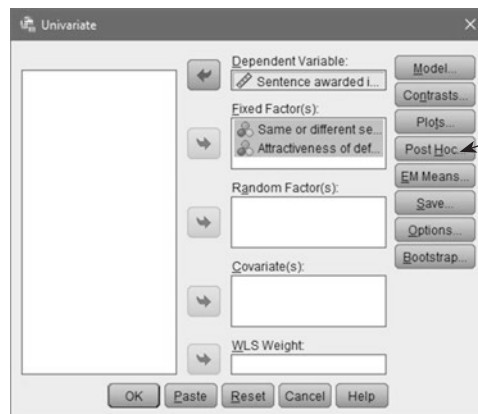 Univariate
Dependent Variable:
Sentence awarded i...
Fixed Factor(s):
Same or different se...
Attractiveness of def...
Random Factor(s):
Covariate(s):
WLS Weight:
Model...
Contrasts...
Plots...
Post Hoc...
EM Means...
Save...
Options...
Bootstrap...
OK Paste Reset Cancel Help